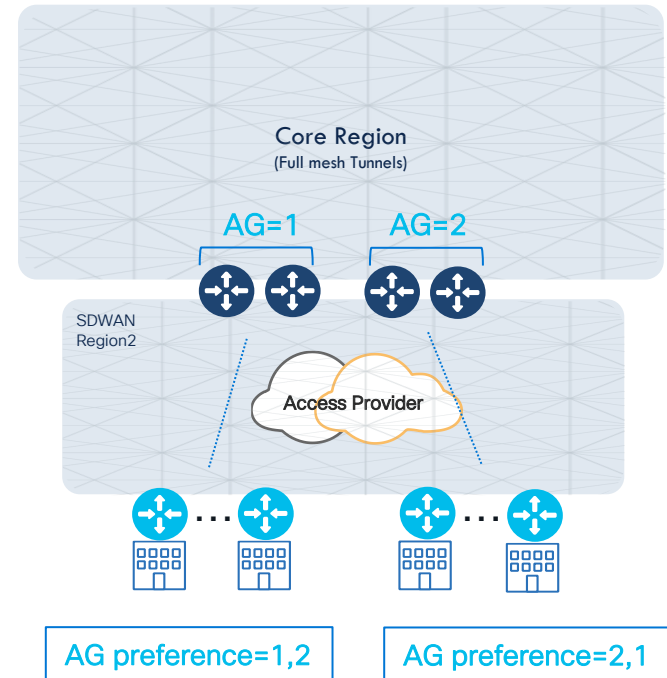 Core Region
(Full mesh Tunnels)
AG=1
AG=2
SDWAN
Region2
Access Provider
...
...
AG preference=1,2
AG preference=2,1